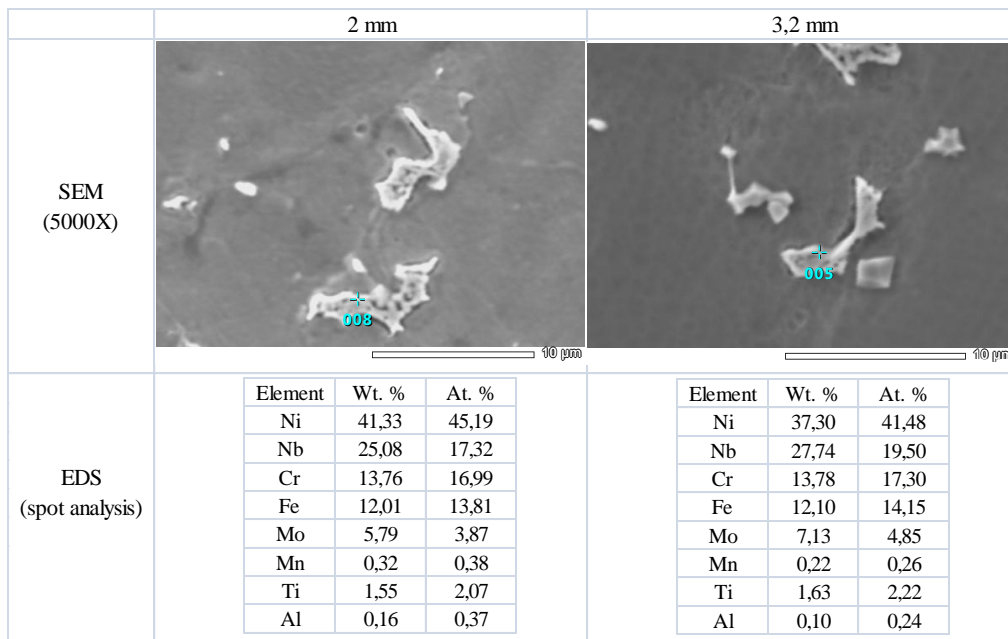 2 mm 3,2 mm
SEM
(5000X)
008
10 µm
005
10 µm
EDS
(spot analysis)
Element Wt. % At. %
Ni 41,33 45,19
Nb 25,08 17,32
Cr 13,76 16,99
Fe 12,01 13,81
Mo 5,79 3,87
Mn 0,32 0,38
Ti 1,55 2,07
Al 0,16 0,37
Element Wt. % At. %
Ni 37,30 41,48
Nb 27,74 19,50
Cr 13,78 17,30
Fe 12,10 14,15
Mo 7,13 4,85
Mn 0,22 0,26
Ti 1,63 2,22
Al 0,10 0,24